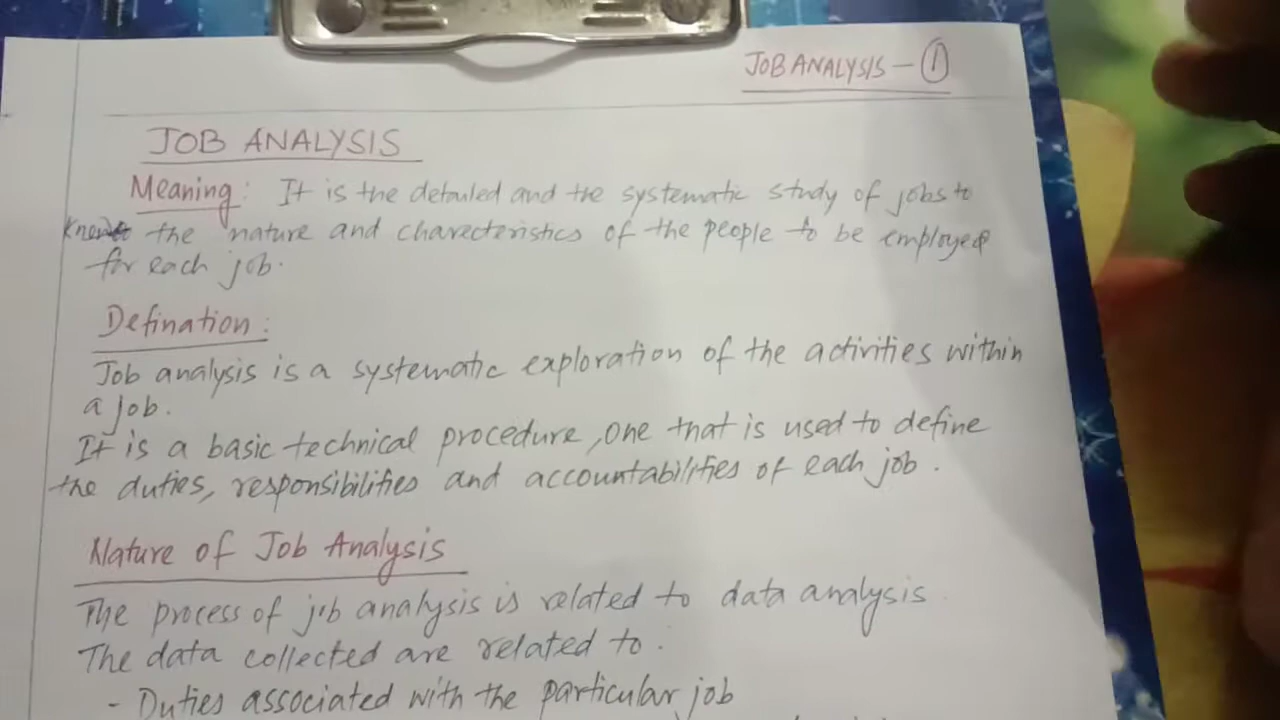 JOB ANALYSIS - 1
JOB ANALYSIS
Meaning: It is the detailed and the systematic study of jobs to
know the nature and charecteristics of the people to be employed
for each job.
Defination:
Job analysis is a systematic exploration of the activities within
a job.
It is a basic technical procedure, one that is used to define
the duties, responsibilities and accountabilities of each job.
Nature of Job Analysis
The process of job analysis is related to data analysis
The data collected are related to.
- Duties associated with the particular job